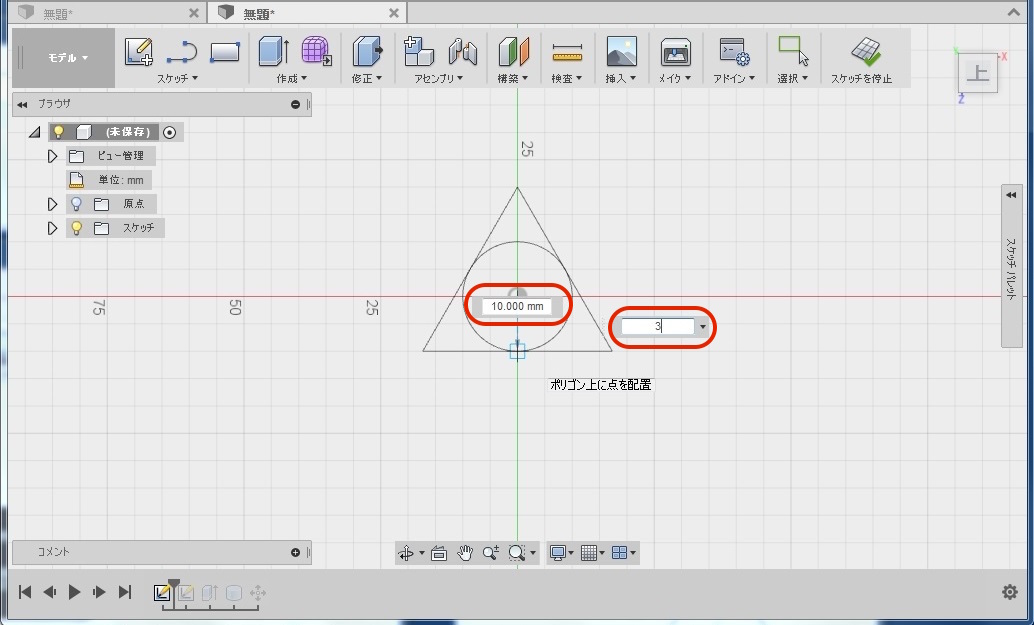 無題*
無題*
モデル
スケッチ
作成
修正
アセンブリ
構築
検査
挿入
メイク
アドイン
選択
スケッチを停止
上
X
Z
ブラウザ
(未保存)
ビュー管理
単位: mm
原点
スケッチ
25
75
50
25
10.000 mm
3
ポリゴン上に点を配置
スケッチ パレット
コメント